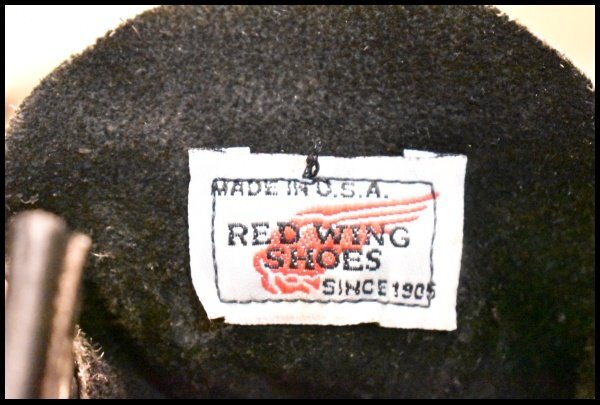 MADE IN U.S.A.
RED WING
SHOES
SINCE 1905